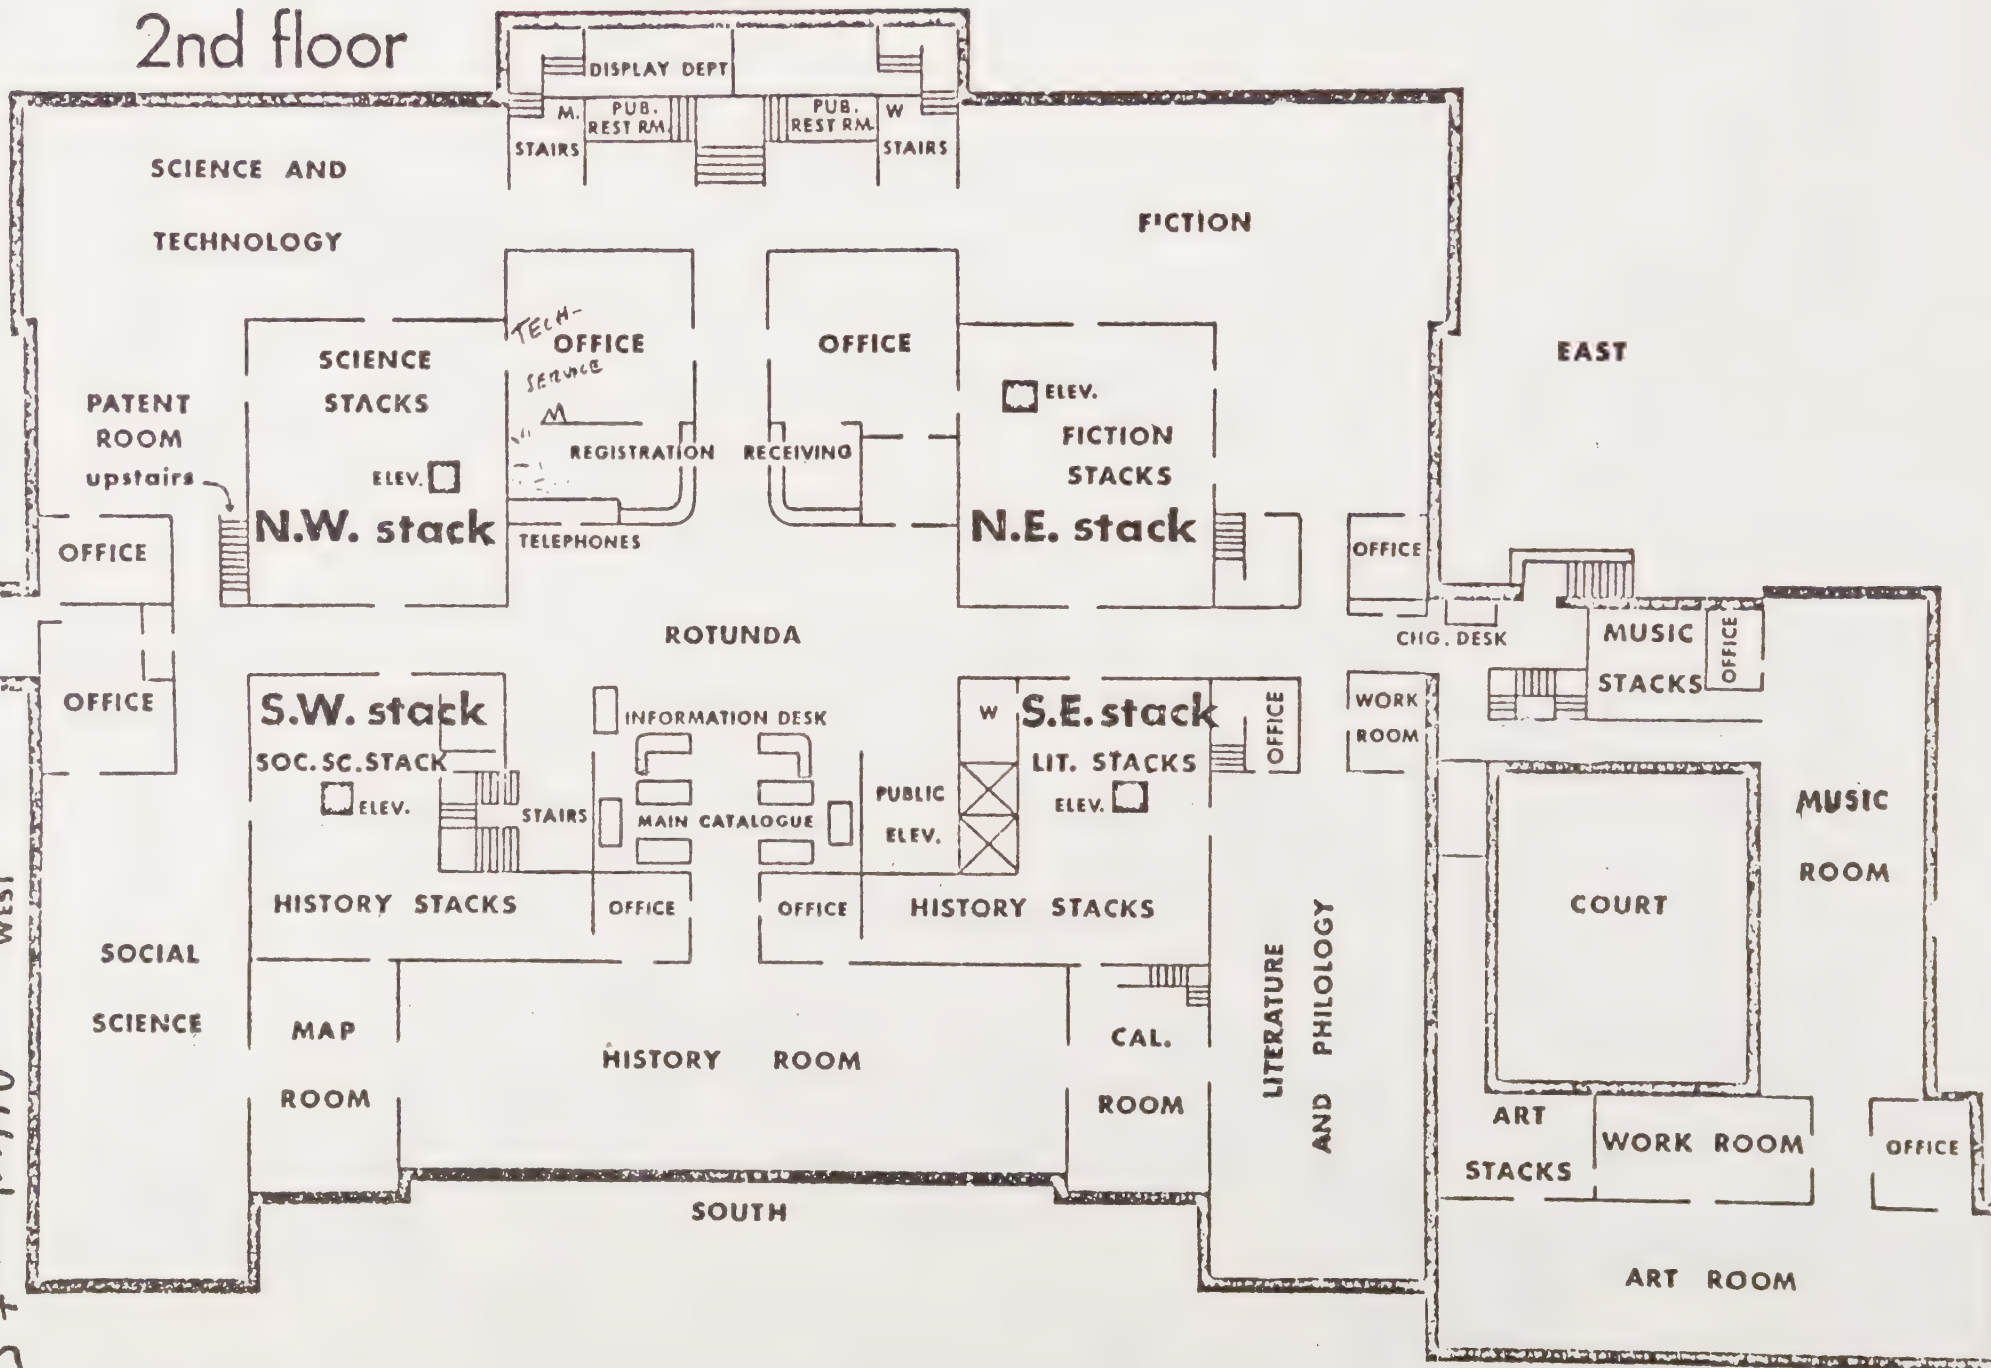 2nd floor
DISPLAY DEPT
M.
PUB.
REST RM.
PUB.
REST RM.
W
STAIRS
STAIRS
SCIENCE AND
TECHNOLOGY
FICTION
TECH-
SERVICE
OFFICE
OFFICE
EAST
SCIENCE
STACKS
ELEV.
PATENT
ROOM
upstairs
FICTION
STACKS
REGISTRATION
RECEIVING
ELEV.
N.W. stack
N.E. stack
TELEPHONES
OFFICE
OFFICE
ROTUNDA
CHG. DESK
MUSIC
STACKS
OFFICE
OFFICE
S.W. stack
SOC. SC. STACK
ELEV.
INFORMATION DESK
W
S.E. stack
LIT. STACKS
ELEV.
OFFICE
WORK
ROOM
STAIRS
MAIN CATALOGUE
PUBLIC
ELEV.
MUSIC
ROOM
WEST
HISTORY STACKS
OFFICE
OFFICE
HISTORY STACKS
COURT
SOCIAL
SCIENCE
MAP
ROOM
HISTORY ROOM
CAL.
ROOM
LITERATURE
AND PHILOLOGY
ART
STACKS
WORK ROOM
OFFICE
SOUTH
ART ROOM